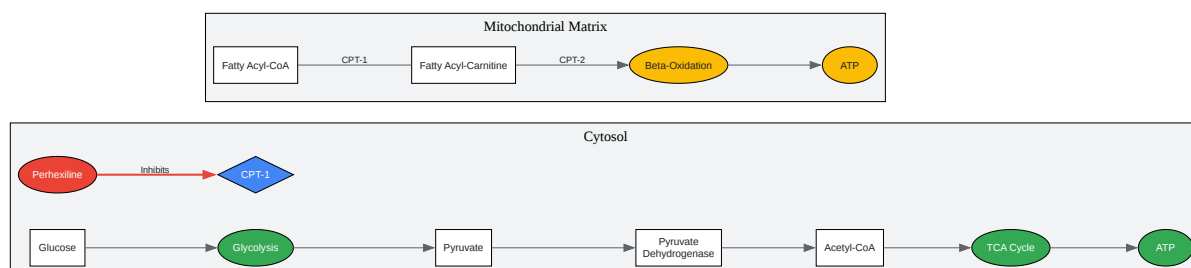 Mitochondrial Matrix
Fatty Acyl-CoA
CPT-1
Fatty Acyl-Carnitine
CPT-2
Beta-Oxidation
ATP
Cytosol
Perhexiline
Inhibits
CPT-1
Glucose
Glycolysis
Pyruvate
Pyruvate
Dehydrogenase
Acetyl-CoA
TCA Cycle
ATP